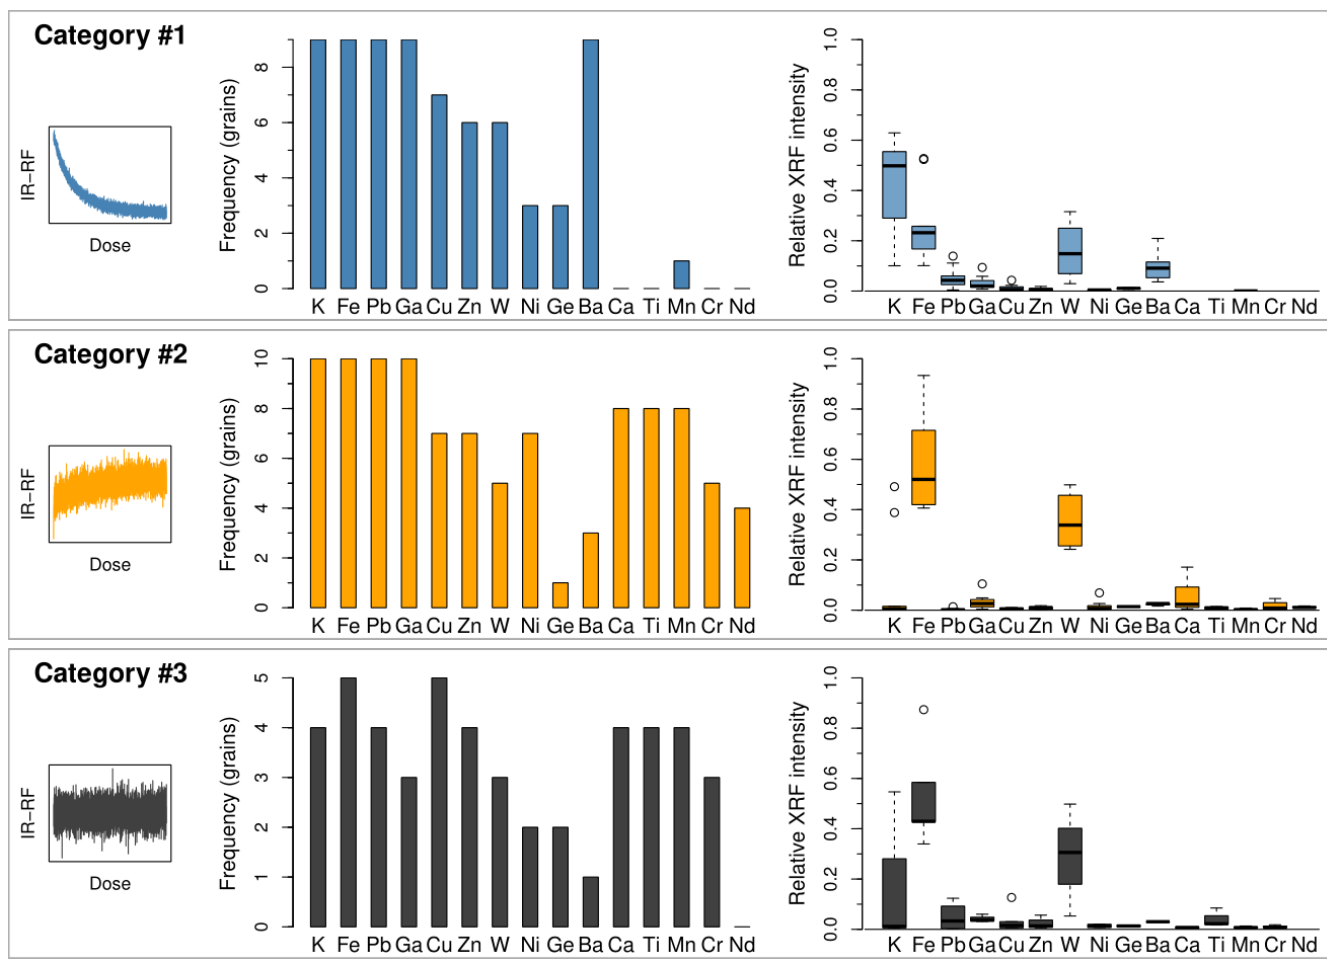 Category #1
IR−RF
Dose
Frequency (grains)
0 2 4 6 8
K Fe Pb Ga Cu Zn W Ni Ge Ba Ca Ti Mn Cr Nd
Relative XRF intensity
0.0 0.2 0.4 0.6 0.8 1.0
K Fe Pb Ga Cu Zn W Ni Ge Ba Ca Ti Mn Cr Nd
Category #2
IR−RF
Dose
Frequency (grains)
0 2 4 6 8 10
K Fe Pb Ga Cu Zn W Ni Ge Ba Ca Ti Mn Cr Nd
Relative XRF intensity
0.0 0.2 0.4 0.6 0.8 1.0
K Fe Pb Ga Cu Zn W Ni Ge Ba Ca Ti Mn Cr Nd
Category #3
IR−RF
Dose
Frequency (grains)
0 1 2 3 4 5
K Fe Pb Ga Cu Zn W Ni Ge Ba Ca Ti Mn Cr Nd
Relative XRF intensity
0.0 0.2 0.4 0.6 0.8 1.0
K Fe Pb Ga Cu Zn W Ni Ge Ba Ca Ti Mn Cr Nd